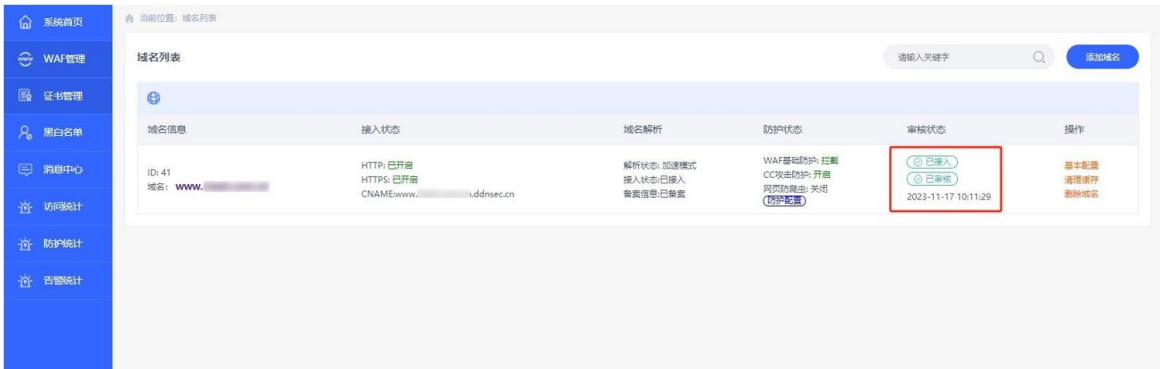 系统首页
WAF管理
证书管理
黑白名单
消息中心
访问统计
防护统计
告警统计
当前位置: 域名列表
域名列表
请输入关键字
添加域名
域名信息 接入状态 域名解析 防护状态 审核状态 操作
ID: 41
域名: www.
HTTP: 已开启
HTTPS: 已开启
CNAME:www. .ddnsec.cn
解析状态: 加速模式
接入状态:已接入
备案信息:已备案
WAF基础防护: 拦截
CC攻击防护: 开启
网页防爬虫: 关闭
(防护配置)
已接入
已审核
2023-11-17 10:11:29
基本配置
清理缓存
删除域名